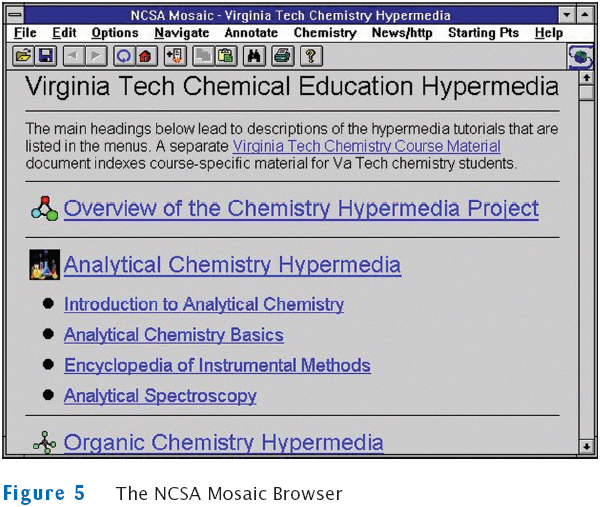 NCSA Mosaic - Virginia Tech Chemistry Hypermedia
File Edit Options Navigate Annotate Chemistry News/http Starting Pts Help
?
Virginia Tech Chemical Education Hypermedia
The main headings below lead to descriptions of the hypermedia tutorials that are
listed in the menus. A separate Virginia Tech Chemistry Course Material
document indexes course-specific material for Va Tech chemistry students.
Overview of the Chemistry Hypermedia Project
Analytical Chemistry Hypermedia
Introduction to Analytical Chemistry
Analytical Chemistry Basics
Encyclopedia of Instrumental Methods
Analytical Spectroscopy
Organic Chemistry Hypermedia
Figure 5 The NCSA Mosaic Browser